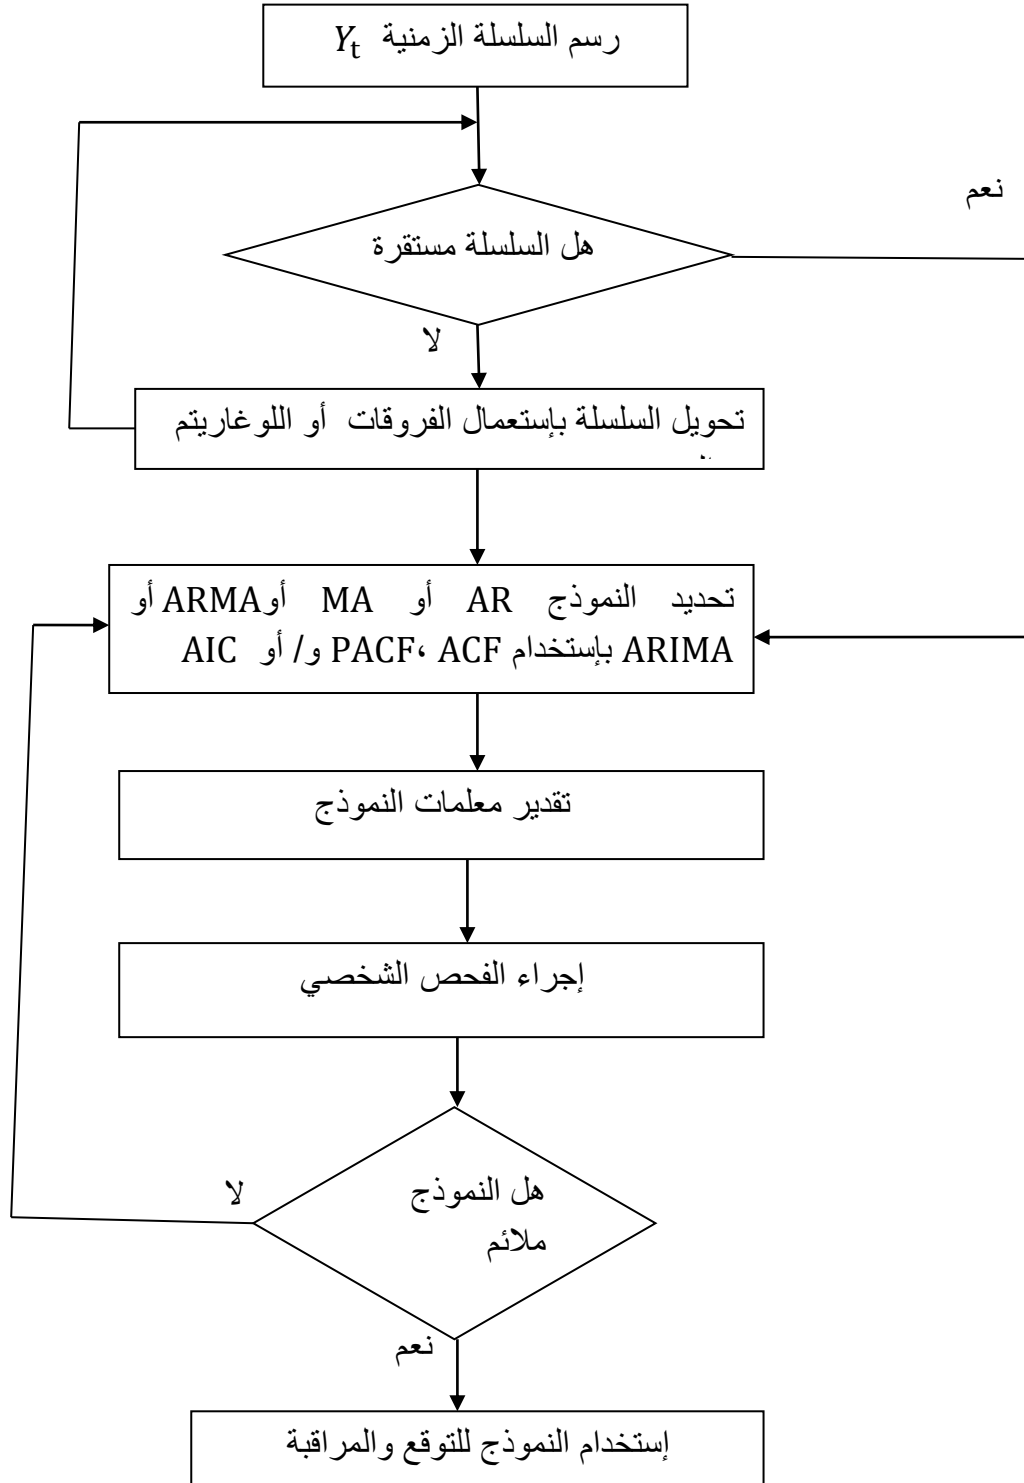 رسم السلسلة الزمنية Yt
نعم
هل السلسلة مستقرة
لا
تحويل السلسلة بإستعمال الفروقات أو اللوغاريتم
تحديد النموذج AR أو MA أوARMA أو
ARIMA بإستخدام PACF، ACF و/ أو AIC
تقدير معلمات النموذج
إجراء الفحص الشخصي
هل النموذج
ملائم
لا
نعم
إستخدام النموذج للتوقع والمراقبة